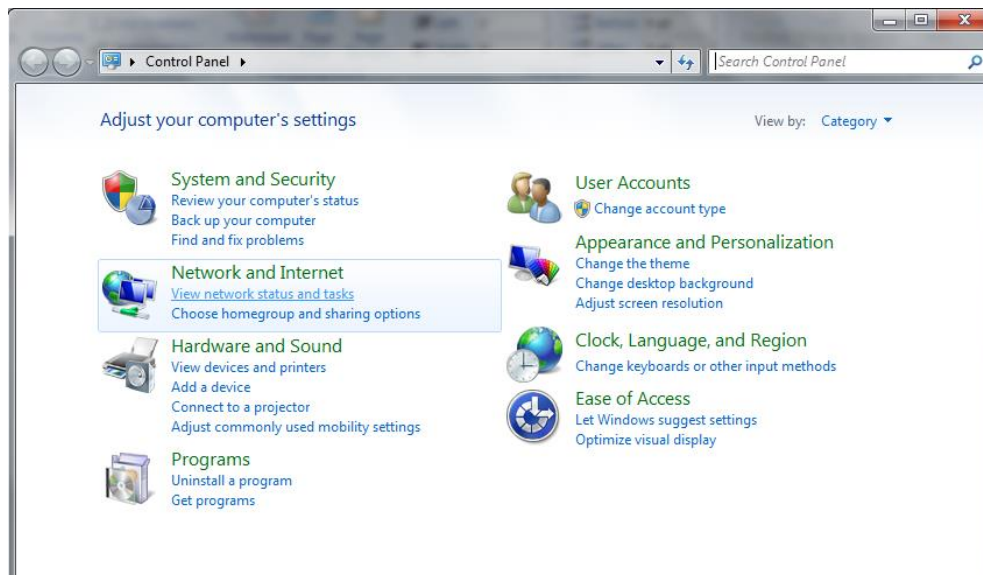 Control Panel
Search Control Panel
Adjust your computer's settings
View by: Category
System and Security
Review your computer's status
Back up your computer
Find and fix problems
Network and Internet
View network status and tasks
Choose homegroup and sharing options
Hardware and Sound
View devices and printers
Add a device
Connect to a projector
Adjust commonly used mobility settings
Programs
Uninstall a program
Get programs
User Accounts
Change account type
Appearance and Personalization
Change the theme
Change desktop background
Adjust screen resolution
Clock, Language, and Region
Change keyboards or other input methods
Ease of Access
Let Windows suggest settings
Optimize visual display